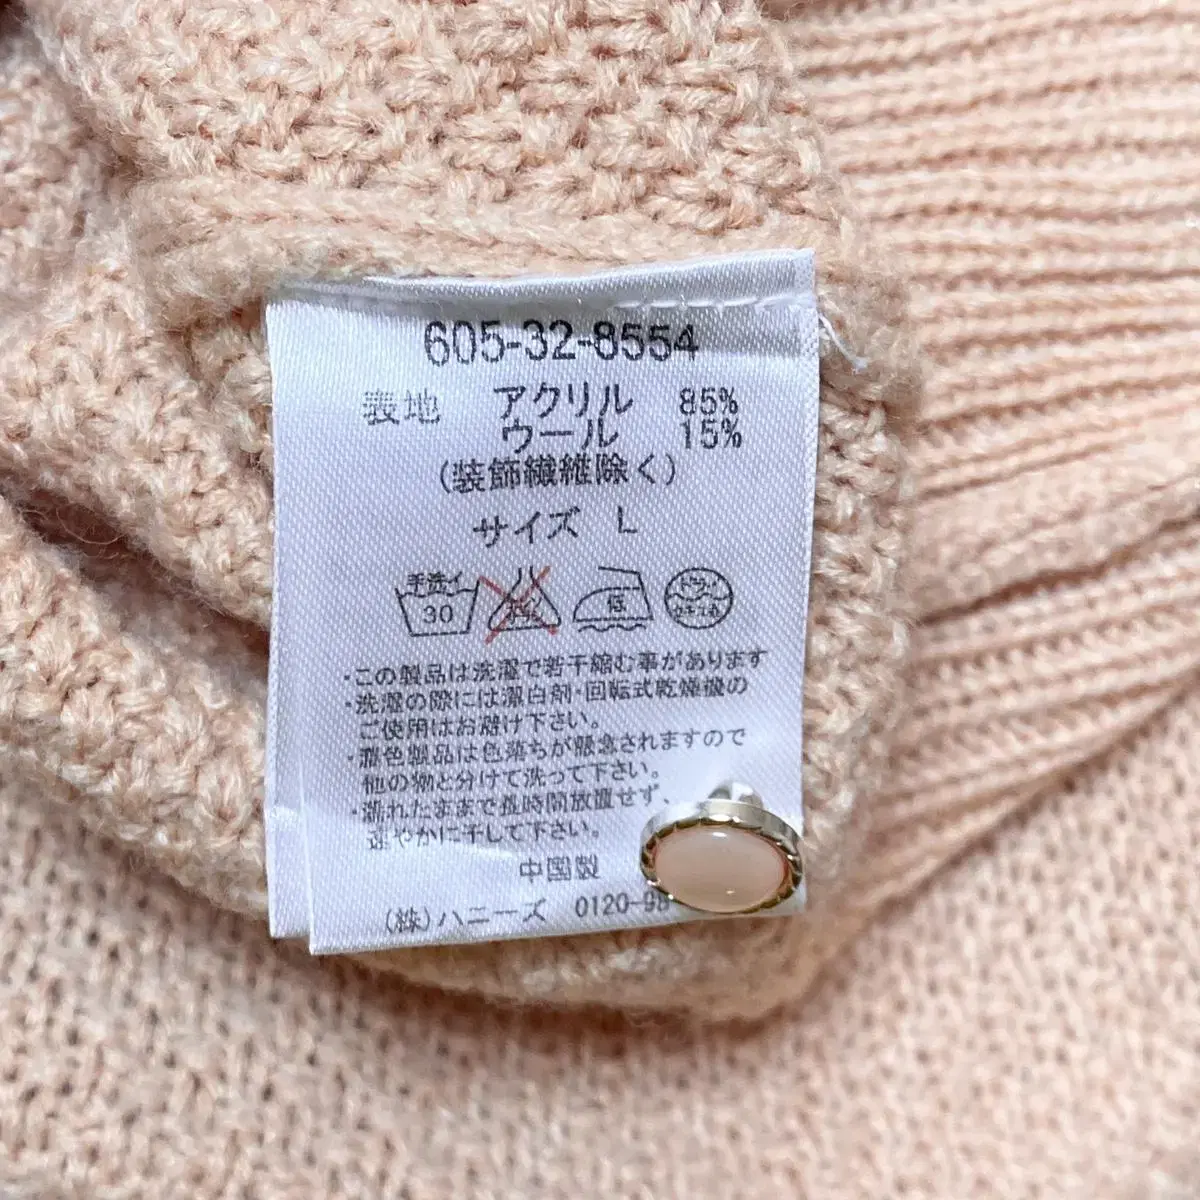 605-32-8554
表地 アクリル 85%
ウール 15%
(装飾繊維除く)
サイズ L
手洗イ
30
低
ドライ
セキユ系
・この製品は洗濯で若干縮む事があります
・洗濯の際には漂白剤・回転式乾燥機の
ご使用はお避け下さい。
・濃色製品は色落ちが懸念されますので
他の物と分けて洗って下さい。
・濡れたままで長時間放置せず、
速やかに干して下さい。
中国製
(株)ハニーズ 0120-98